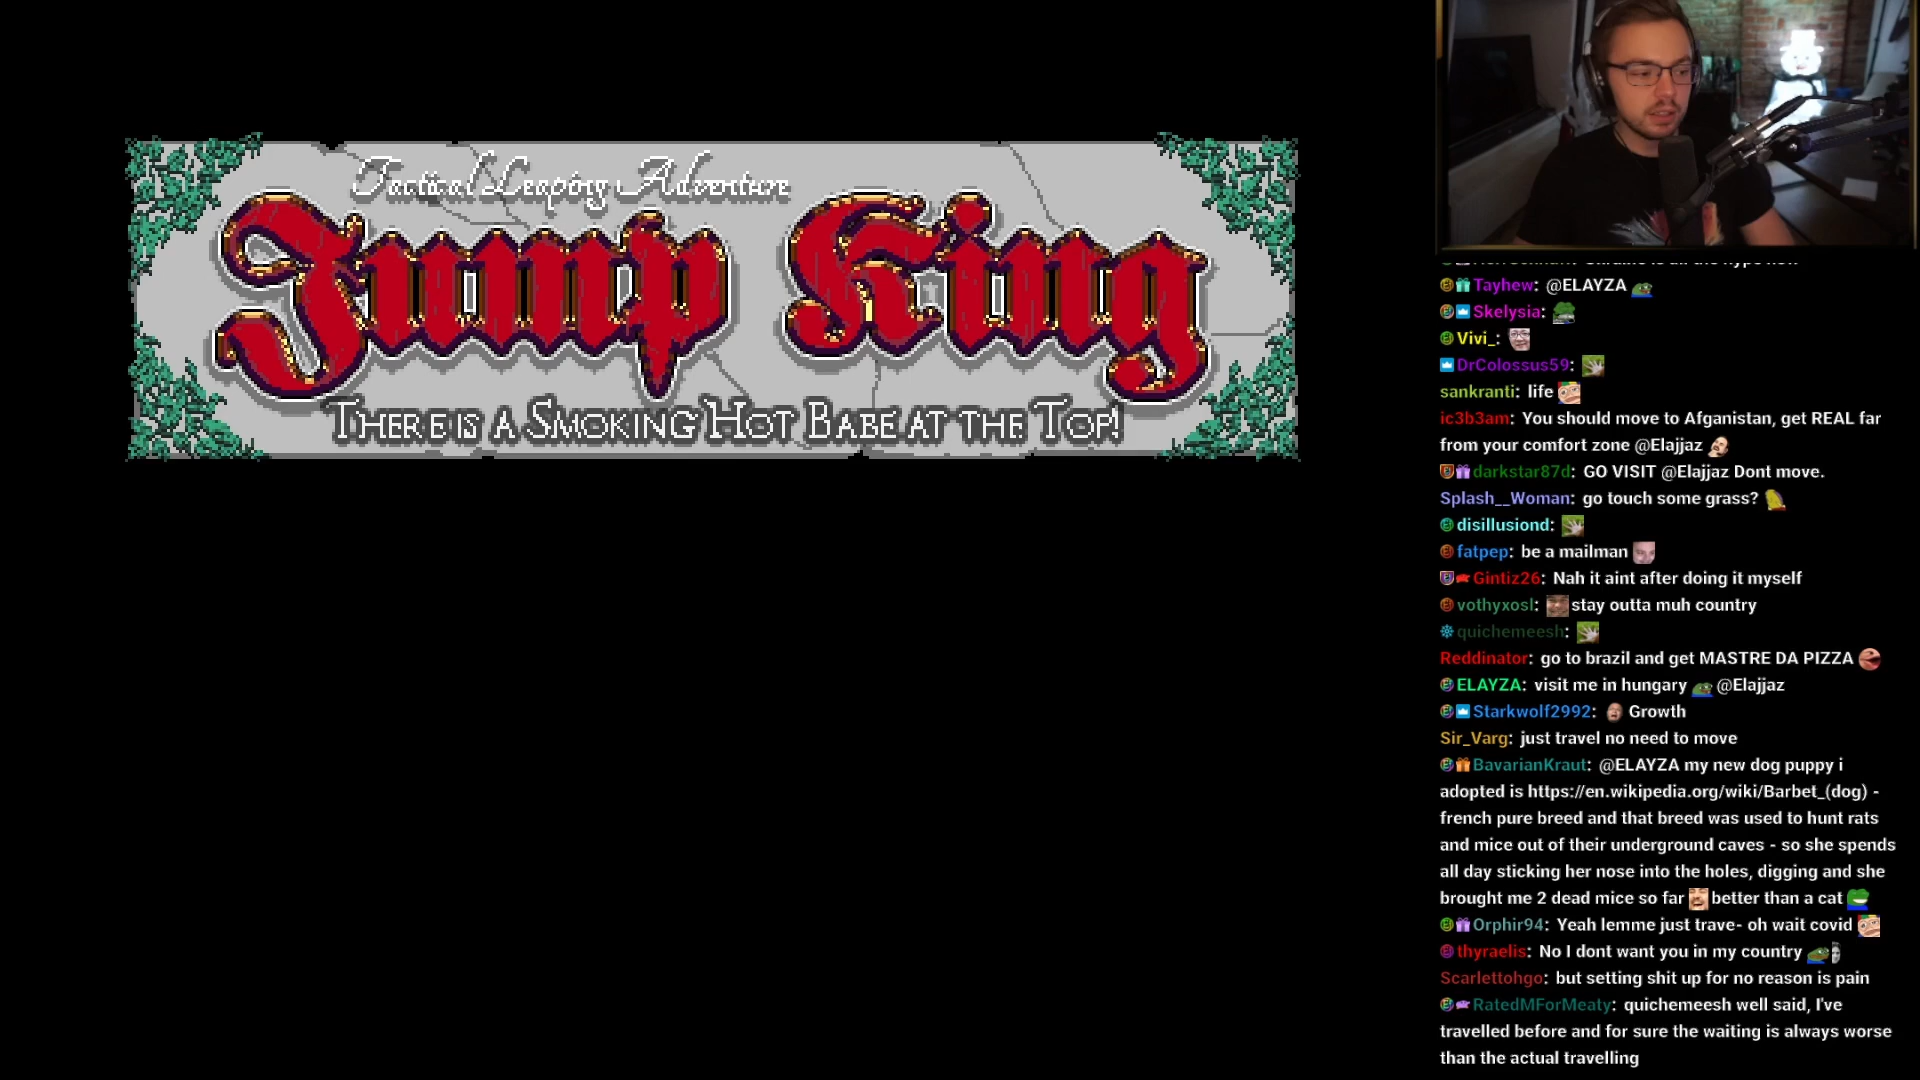 Tactical Leaping Adventure
Jump King
There is a Smoking Hot Babe at the Top!
Tayhew: @ELAYZA
Skelysia:
Vivi_:
DrColossus59:
sankranti: life
ic3b3am: You should move to Afganistan, get REAL far
from your comfort zone @Elajjaz
darkstar87d: GO VISIT @Elajjaz Dont move.
Splash__Woman: go touch some grass?
disillusiond:
fatpep: be a mailman
Gintiz26: Nah it aint after doing it myself
vothyxosl: stay outta muh country
quichemeesh:
Reddinator: go to brazil and get MASTRE DA PIZZA
ELAYZA: visit me in hungary @Elajjaz
Starkwolf2992: Growth
Sir_Varg: just travel no need to move
BavarianKraut: @ELAYZA my new dog puppy i
adopted is https://en.wikipedia.org/wiki/Barbet_(dog) -
french pure breed and that breed was used to hunt rats
and mice out of their underground caves - so she spends
all day sticking her nose into the holes, digging and she
brought me 2 dead mice so far better than a cat
Orphir94: Yeah lemme just trave- oh wait covid
thyraelis: No I dont want you in my country
Scarlettohgo: but setting shit up for no reason is pain
RatedMForMeaty: quichemeesh well said, I've
travelled before and for sure the waiting is always worse
than the actual travelling